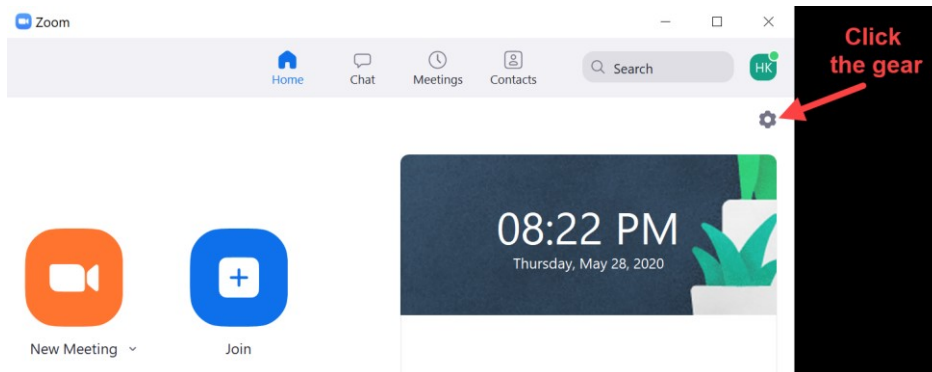 Zoom
Click
the gear
Home
Chat
Meetings
Contacts
Search
HK
08:22 PM
Thursday, May 28, 2020
New Meeting
Join